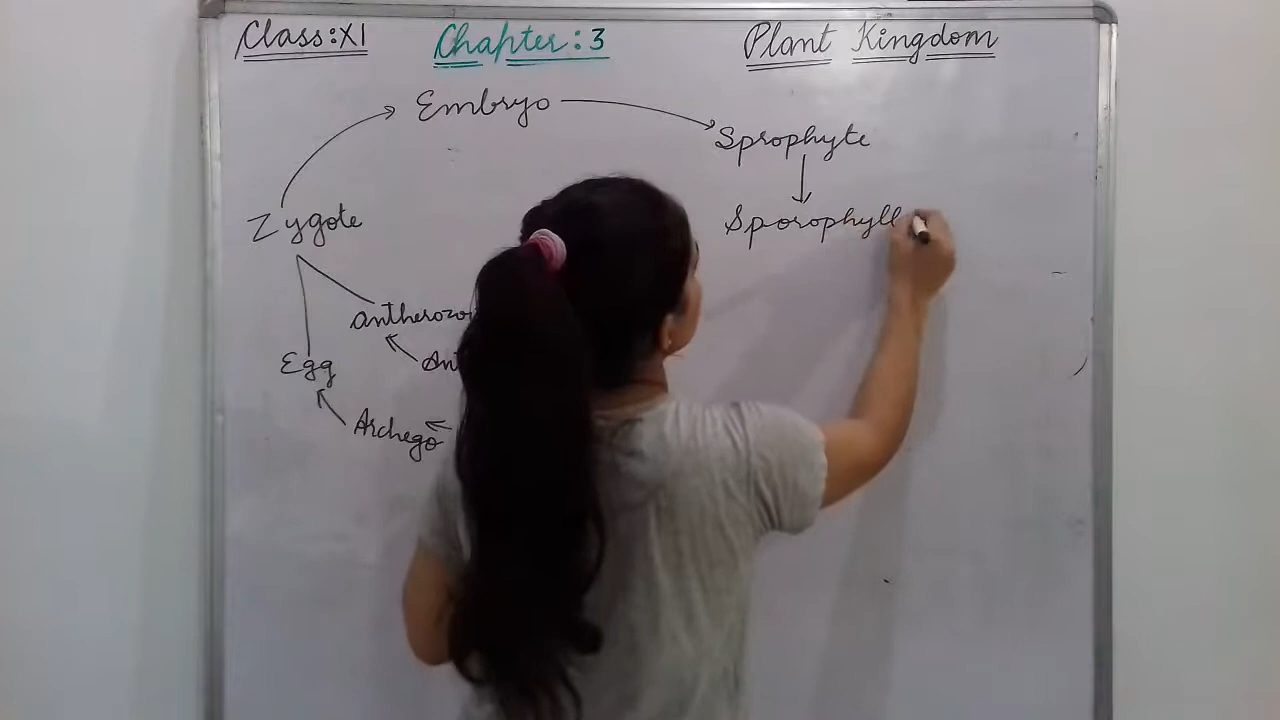 Class:XI Chapter:3 Plant Kingdom
Embryo
Sprophyte
Zygote
Sporophyll
Egg
Archego